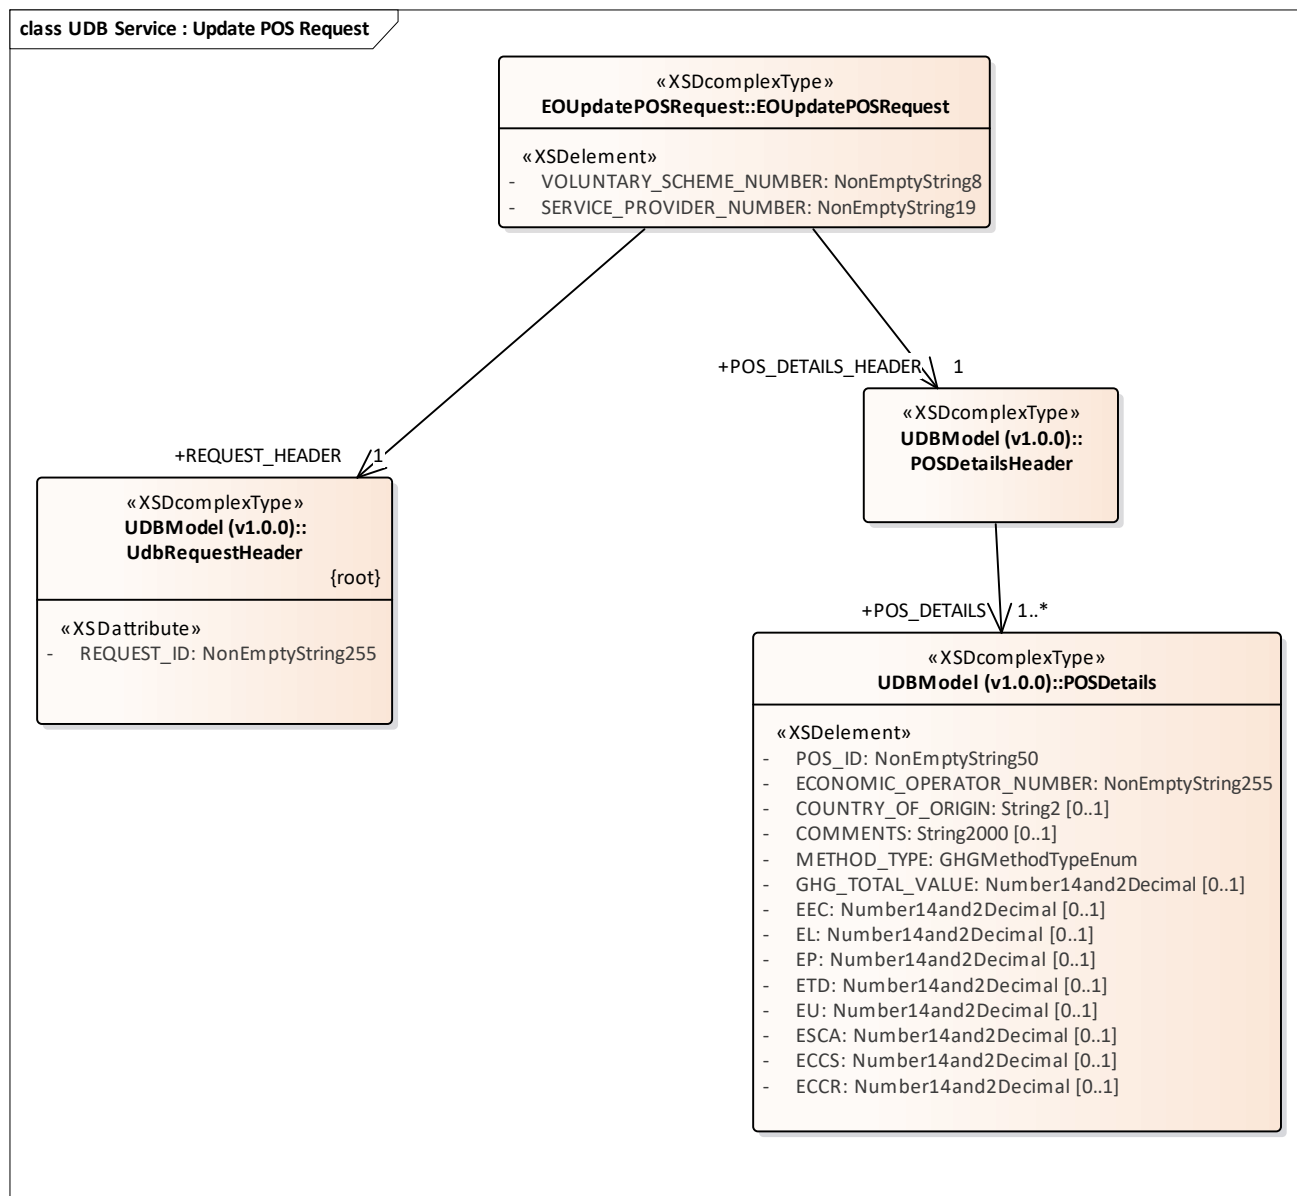 class UDB Service : Update POS Request
«XSDcomplexType»
EOUpdatePOSRequest::EOUpdatePOSRequest
«XSDelement»
- VOLUNTARY_SCHEME_NUMBER: NonEmptyString8
- SERVICE_PROVIDER_NUMBER: NonEmptyString19
+POS_DETAILS_HEADER 1
«XSDcomplexType»
UDBModel (v1.0.0)::
POSDetailsHeader
+REQUEST_HEADER 1
«XSDcomplexType»
UDBModel (v1.0.0)::
UdbRequestHeader
{root}
«XSDattribute»
- REQUEST_ID: NonEmptyString255
+POS_DETAILS 1..*
«XSDcomplexType»
UDBModel (v1.0.0)::POSDetails
«XSDelement»
- POS_ID: NonEmptyString50
- ECONOMIC_OPERATOR_NUMBER: NonEmptyString255
- COUNTRY_OF_ORIGIN: String2 [0..1]
- COMMENTS: String2000 [0..1]
- METHOD_TYPE: GHGMethodTypeEnum
- GHG_TOTAL_VALUE: Number14and2Decimal [0..1]
- EEC: Number14and2Decimal [0..1]
- EL: Number14and2Decimal [0..1]
- EP: Number14and2Decimal [0..1]
- ETD: Number14and2Decimal [0..1]
- EU: Number14and2Decimal [0..1]
- ESCA: Number14and2Decimal [0..1]
- ECCS: Number14and2Decimal [0..1]
- ECCR: Number14and2Decimal [0..1]